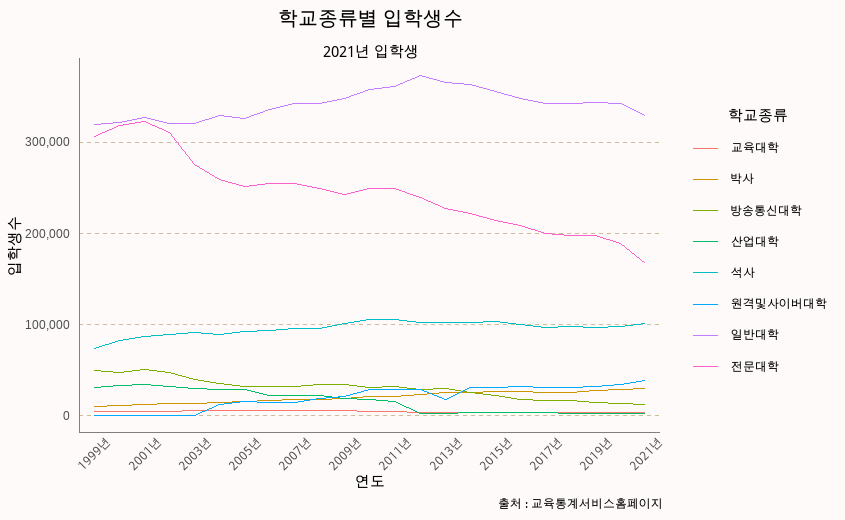 학교종류별 입학생수
2021년 입학생
입학생수
300,000
200,000
100,000
0
1999년
2001년
2003년
2005년
2007년
2009년
2011년
2013년
2015년
2017년
2019년
2021년
연도
학교종류
교육대학
박사
방송통신대학
산업대학
석사
원격및사이버대학
일반대학
전문대학
출처 : 교육통계서비스홈페이지